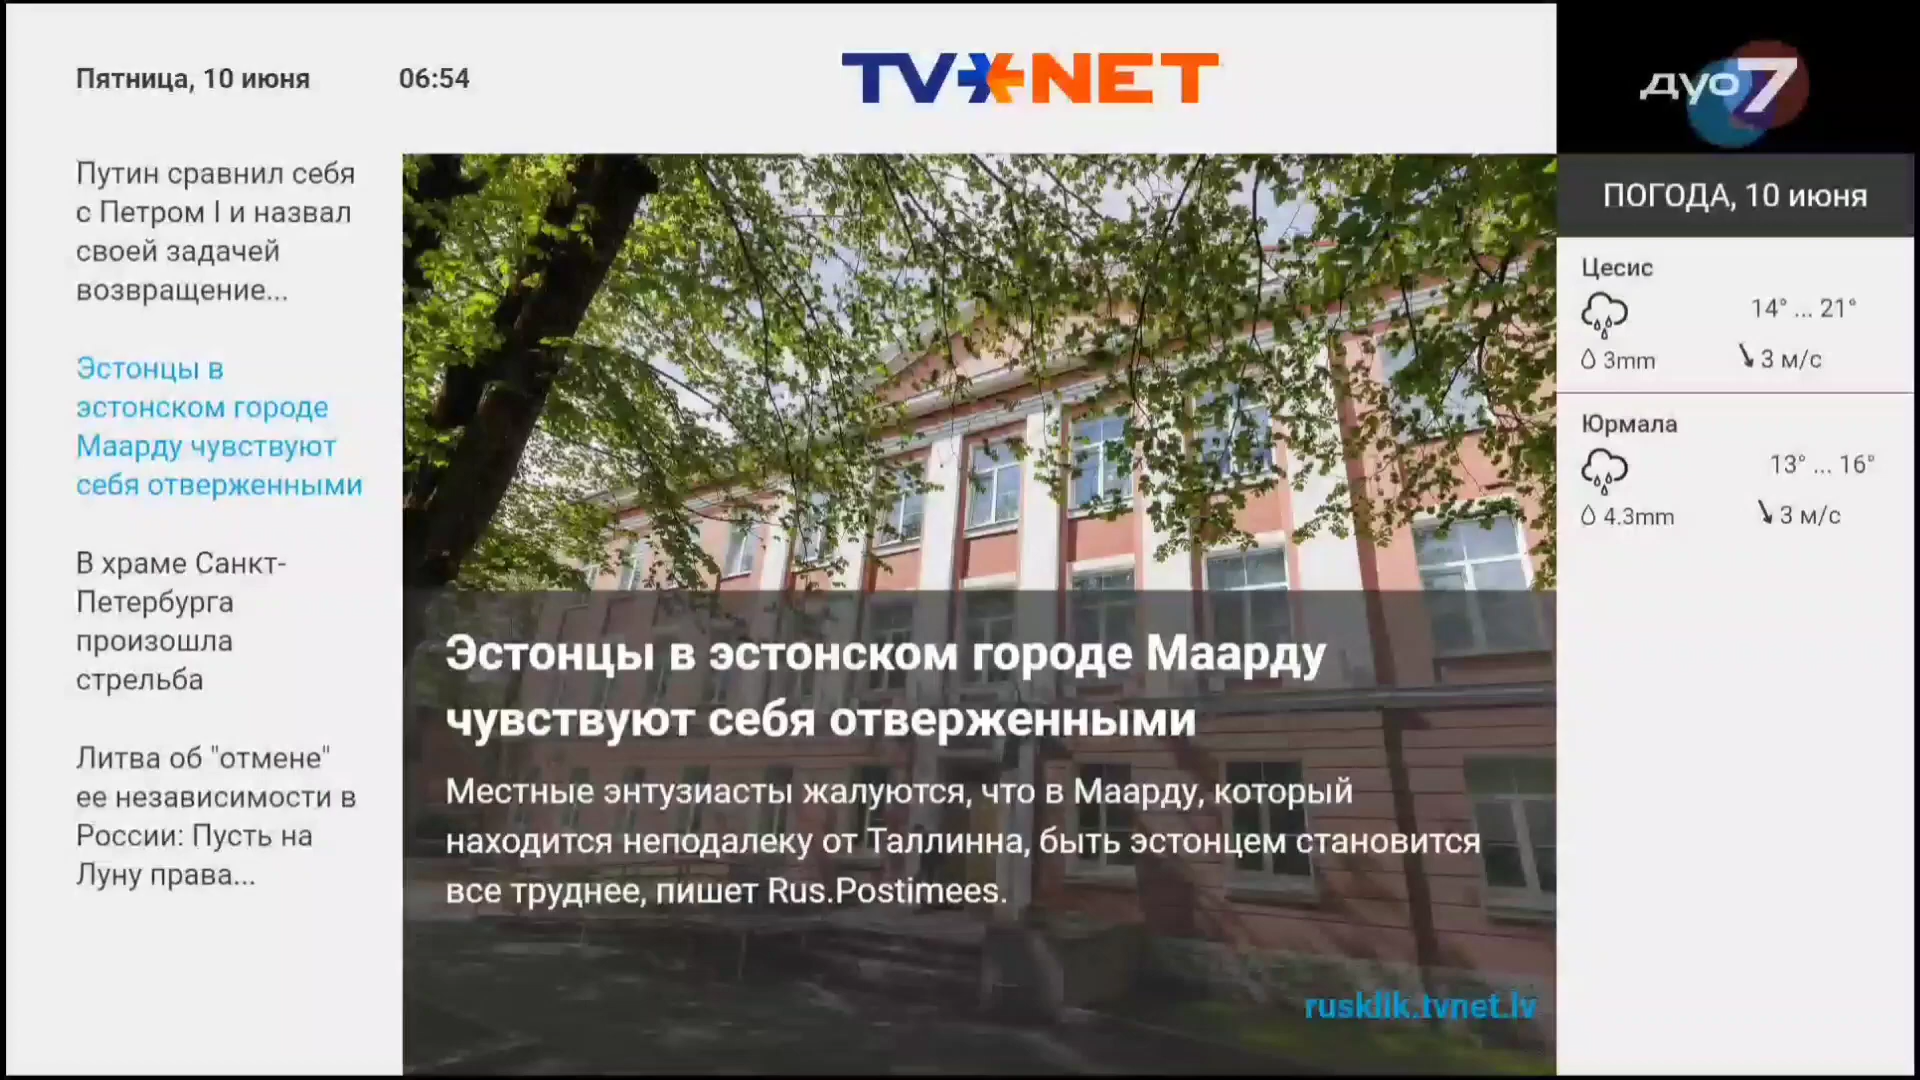 Пятница, 10 июня
06:54
TV NET
дуо 7
Путин сравнил себя
с Петром I и назвал
своей задачей
возвращение...
Эстонцы в
эстонском городе
Маарду чувствуют
себя отверженными
В храме Санкт-
Петербурга
произошла
стрельба
Литва об "отмене"
ее независимости в
России: Пусть на
Луну права...
Эстонцы в эстонском городе Маарду
чувствуют себя отверженными
Местные энтузиасты жалуются, что в Маарду, который
находится неподалеку от Таллинна, быть эстонцем становится
все труднее, пишет Rus.Postimees.
rusklik.tvnet.lv
ПОГОДА, 10 июня
Цесис
14° ... 21°
3mm
3 м/с
Юрмала
13° ... 16°
4.3mm
3 м/с